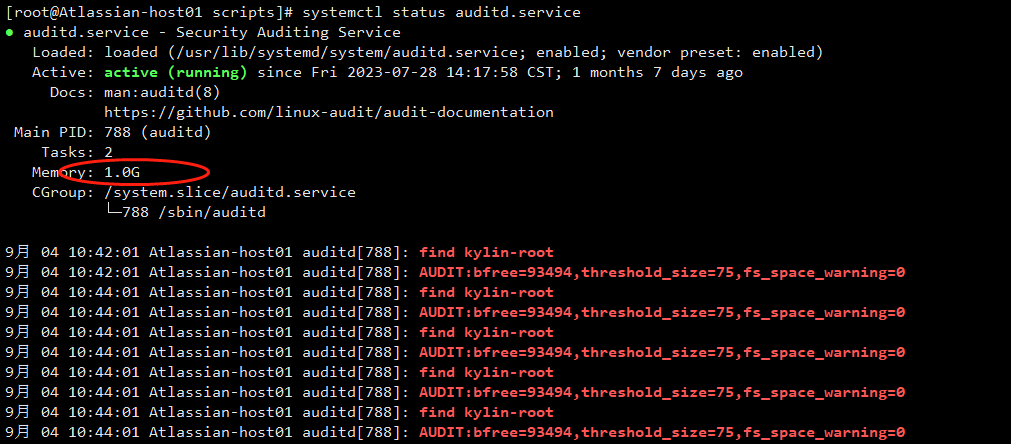 [root@Atlassian-host01 scripts]# systemctl status auditd.service
● auditd.service - Security Auditing Service
Loaded: loaded (/usr/lib/systemd/system/auditd.service; enabled; vendor preset: enabled)
Active: active (running) since Fri 2023-07-28 14:17:58 CST; 1 months 7 days ago
Docs: man:auditd(8)
https://github.com/linux-audit/audit-documentation
Main PID: 788 (auditd)
Tasks: 2
Memory: 1.0G
CGroup: /system.slice/auditd.service
└─788 /sbin/auditd
9月 04 10:42:01 Atlassian-host01 auditd[788]: find kylin-root
9月 04 10:42:01 Atlassian-host01 auditd[788]: AUDIT:bfree=93494,threshold_size=75,fs_space_warning=0
9月 04 10:44:01 Atlassian-host01 auditd[788]: find kylin-root
9月 04 10:44:01 Atlassian-host01 auditd[788]: AUDIT:bfree=93494,threshold_size=75,fs_space_warning=0
9月 04 10:44:01 Atlassian-host01 auditd[788]: find kylin-root
9月 04 10:44:01 Atlassian-host01 auditd[788]: AUDIT:bfree=93494,threshold_size=75,fs_space_warning=0
9月 04 10:44:01 Atlassian-host01 auditd[788]: find kylin-root
9月 04 10:44:01 Atlassian-host01 auditd[788]: AUDIT:bfree=93494,threshold_size=75,fs_space_warning=0
9月 04 10:44:01 Atlassian-host01 auditd[788]: find kylin-root
9月 04 10:44:01 Atlassian-host01 auditd[788]: AUDIT:bfree=93494,threshold_size=75,fs_space_warning=0